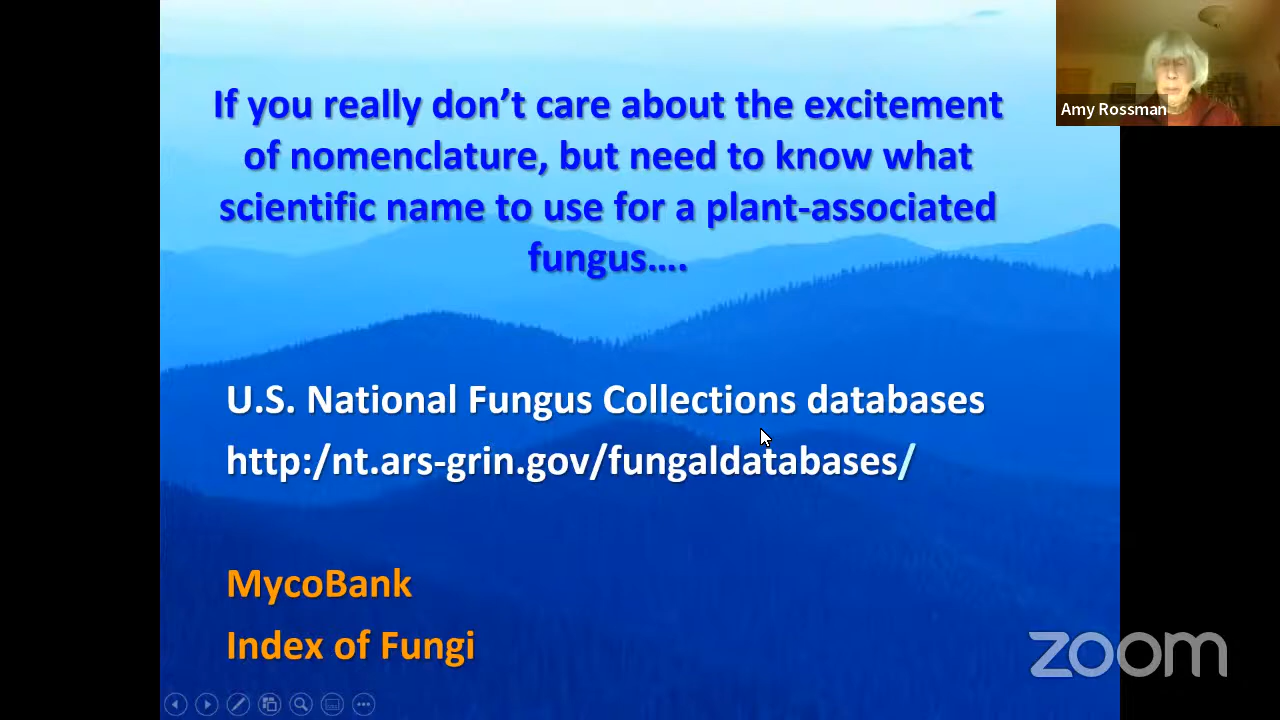 If you really don't care about the excitement
of nomenclature, but need to know what
scientific name to use for a plant-associated
fungus….
Amy Rossman
U.S. National Fungus Collections databases
http:/nt.ars-grin.gov/fungaldatabases/
MycoBank
Index of Fungi
zoom